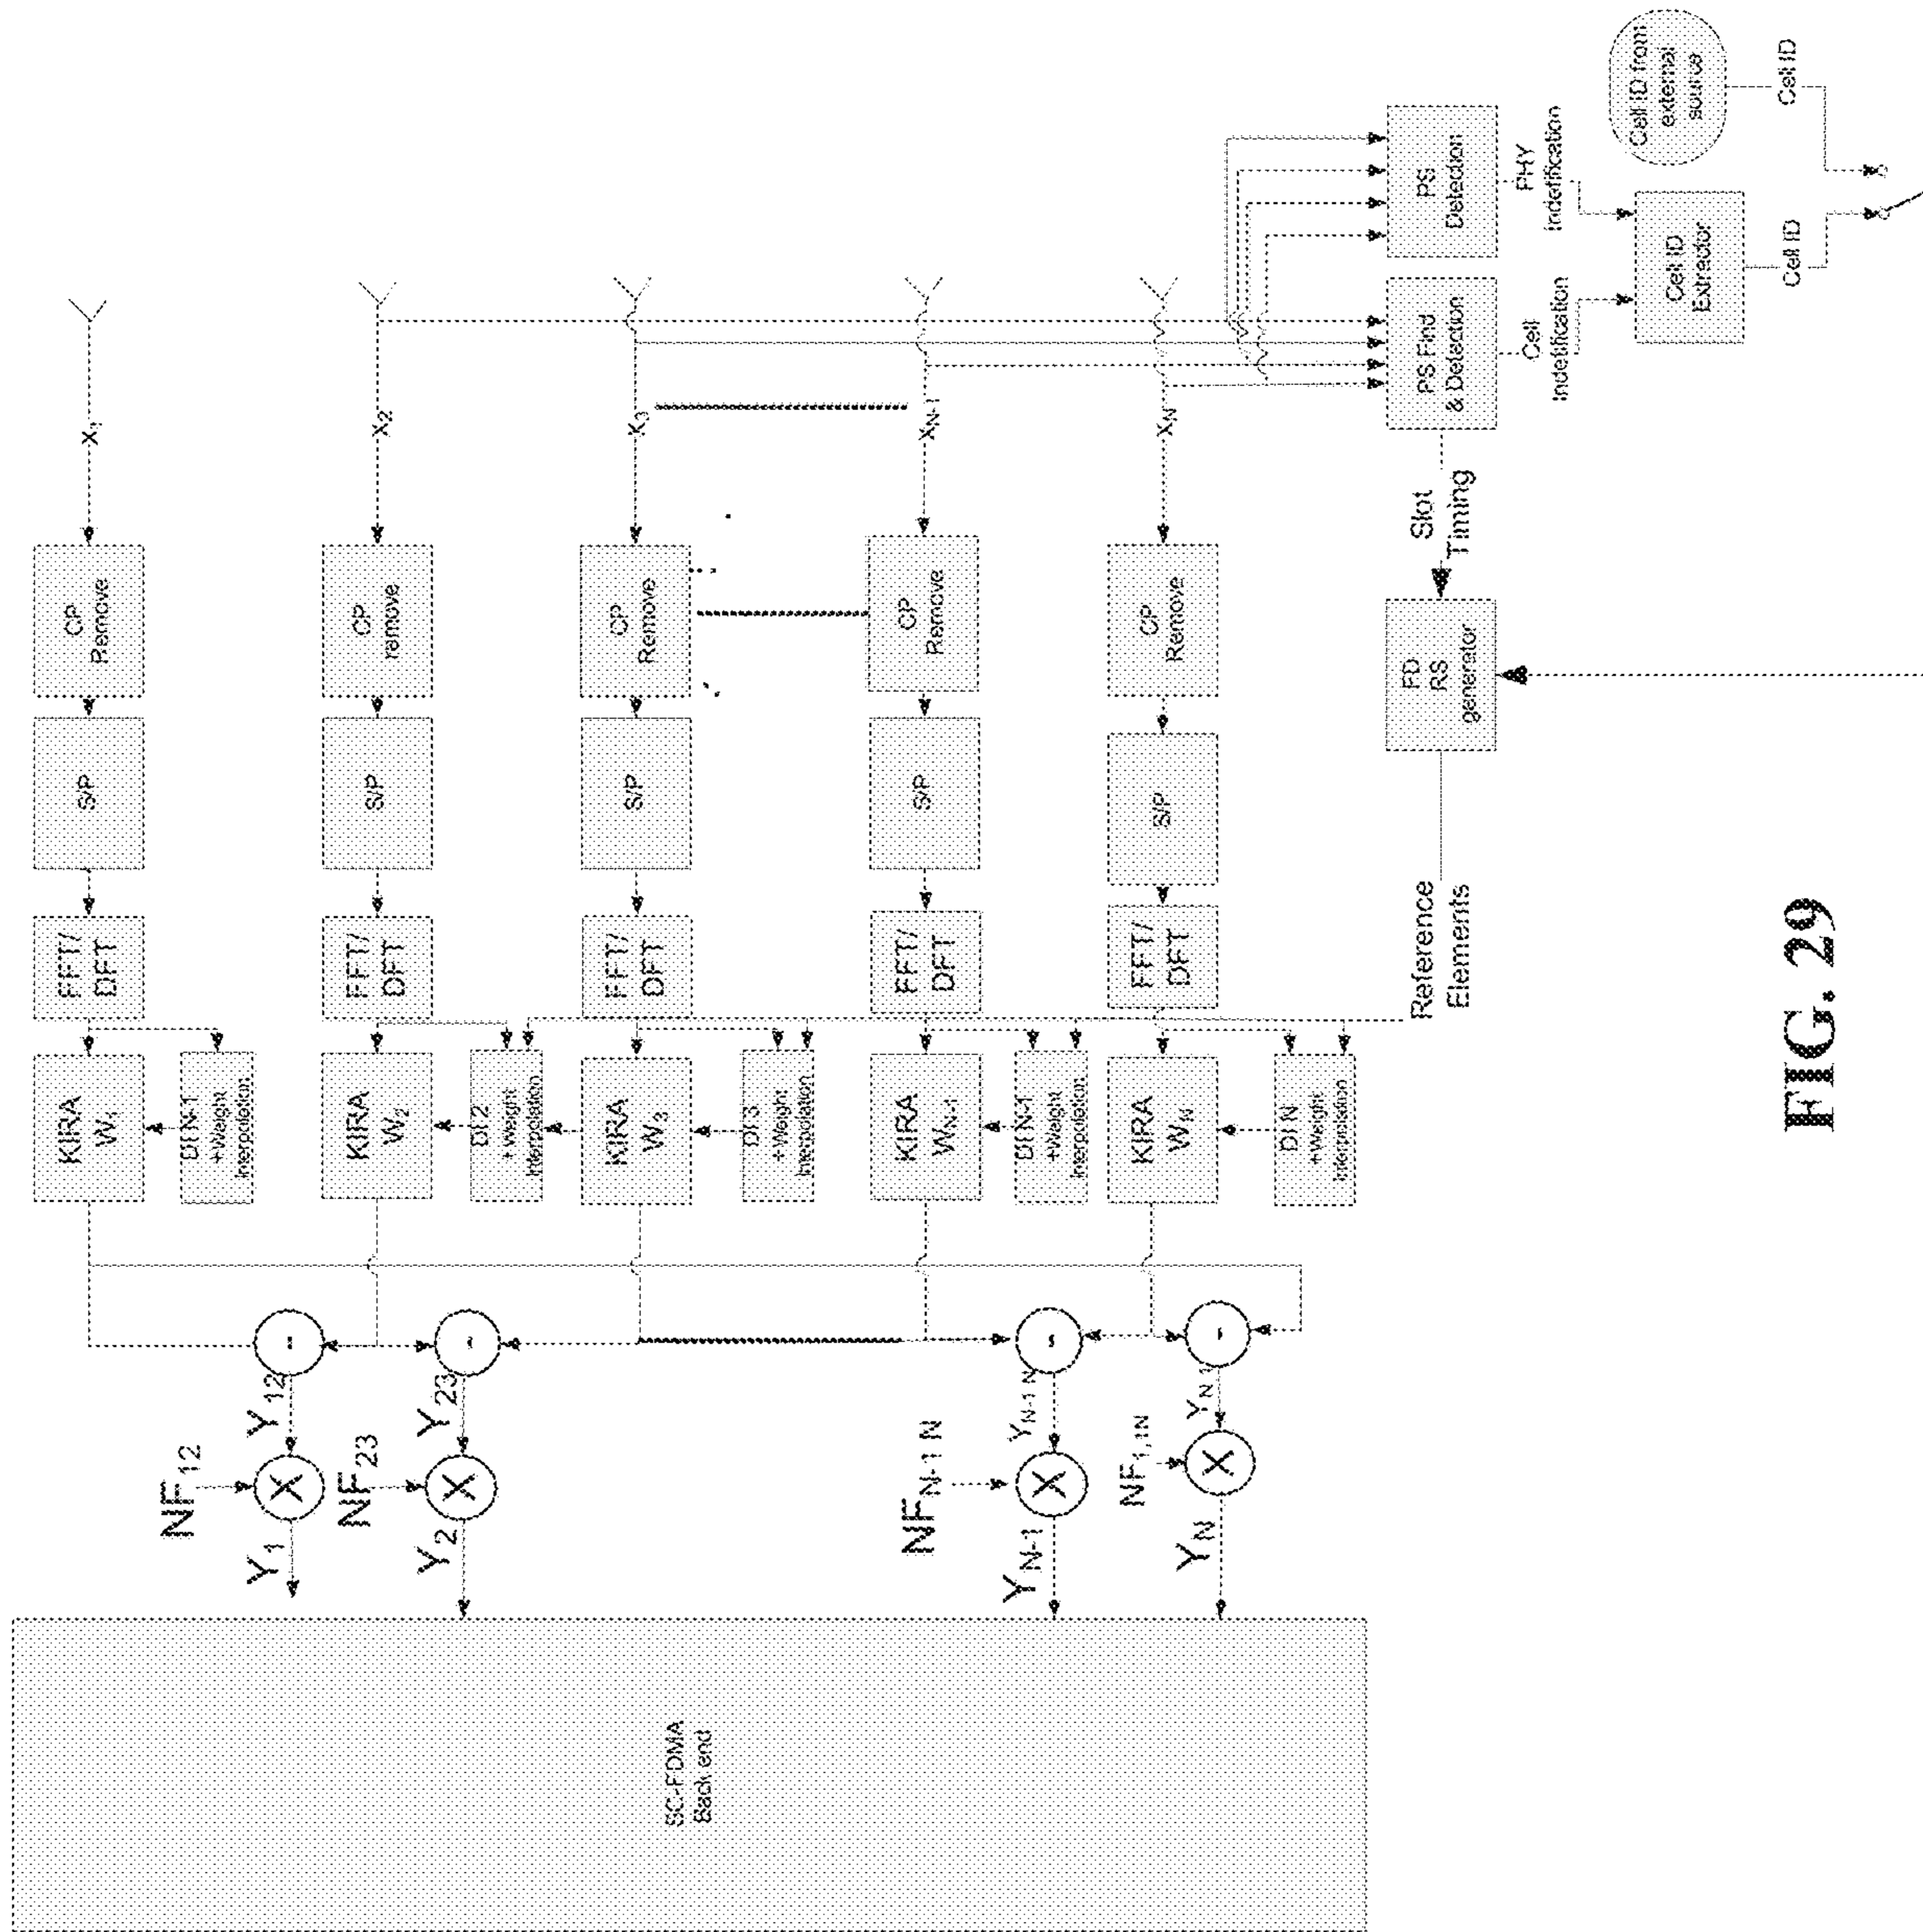 X1
X2
X3
XN-1
XN
CP
Remove
CP
remove
CP
Remove
CP
Remove
CP
Remove
S/P
S/P
S/P
S/P
S/P
FFT/
DFT
FFT/
DFT
FFT/
DFT
FFT/
DFT
FFT/
DFT
KIRA
W1
DI N-1
+Weight
Interpolation
KIRA
W2
DI 2
+Weight
Interpolation
KIRA
W3
DI 3
+Weight
Interpolation
KIRA
WN-1
DI N-1
+Weight
Interpolation
KIRA
WN
DI N
+Weight
Interpolation
-
-
-
-
Y12
Y23
YN-1 N
YN 1
NF12
NF23
NFN-1 N
NF1,1N
X
X
X
X
Y1
Y2
YN-1
YN
SC-FDMA
Back end
PS Find
& Detection
PS
Detection
Cell
Indetification
PHY
Indetification
Cell ID
Extractor
Cell ID from
external
source
Cell ID
Cell ID
Slot
Timing
FD
RS
generator
Reference
Elements
FIG. 29